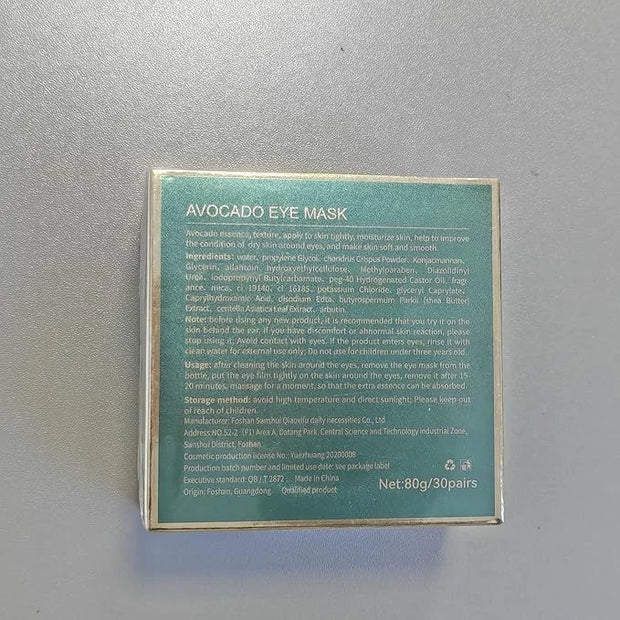 AVOCADO EYE MASK
Avocado essence, texture, apply to skin tightly, moisturize skin, help to improve
the condition of dry skin around eyes, and make skin soft and smooth.
Ingredients: water, propylene Glycol, chondrus Crispus Powder, Konjacmannan,
Glycerin, allantoin, hydroxyethylcellulose, Methylparaben, Diazolidinyl
Urea, Iodopropynyl Butylcarbamate, peg-40 Hydrogenated Castor Oil, fragr
ance, mica, ci 19140, ci 16185, potassium Chloride, glyceryl Caprylate,
Caprylhydroxamic Acid, disodium Edta, butyrospermum Parkii (shea Butter)
Extract, centella Asiatica Leaf Extract, arbutin.
Note: before using any new product, it is recommended that you try it on the
skin behind the ear. If you have discomfort or abnormal skin reaction, please
stop using it; Avoid contact with eyes. If the product enters eyes, rinse it with
clean water for external use only; Do not use for children under three years old.
Usage: after cleaning the skin around the eyes, remove the eye mask from the
bottle, put the eye film tightly on the skin around the eyes, remove it after 15-
20 minutes, massage for a moment, so that the extra essence can be absorbed.
Storage method: avoid high temperature and direct sunlight; Please keep out
of reach of children.
Manufacturer: Foshan Sanshui Qiaoxifu daily necessities Co., Ltd
Address:NO.52-2 (F1) Area A, Datang Park, Central Science and Technology Industrial Zone,
Sanshui District, Foshan
Cosmetic production license No.: Yuezhuang 20200008
Production batch number and limited use date: see package label
Executive standard: QB / T 2872 Made in China
Origin: Foshan, Guangdong Qualified product
Net:80g/30pairs